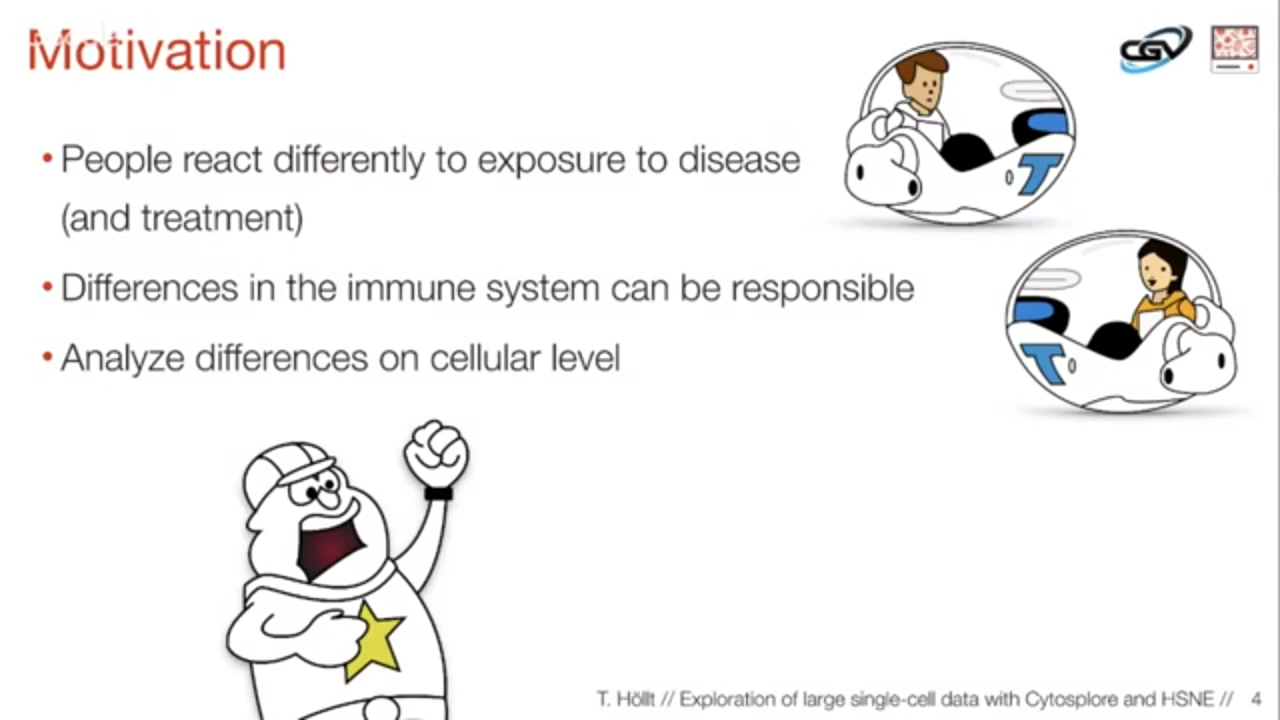 Motivation
CGV
• People react differently to exposure to disease
(and treatment)
• Differences in the immune system can be responsible
• Analyze differences on cellular level
T
T
T. Höllt // Exploration of large single-cell data with Cytosplore and HSNE // 4